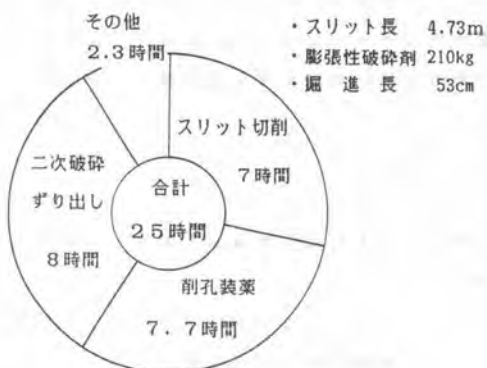 その他
2.3時間
・スリット長 4.73m
・膨張性破砕剤 210kg
・掘進長 53cm
スリット切削
7時間
二次破砕
ずり出し
8時間
合計
25時間
削孔装薬
7.7時間